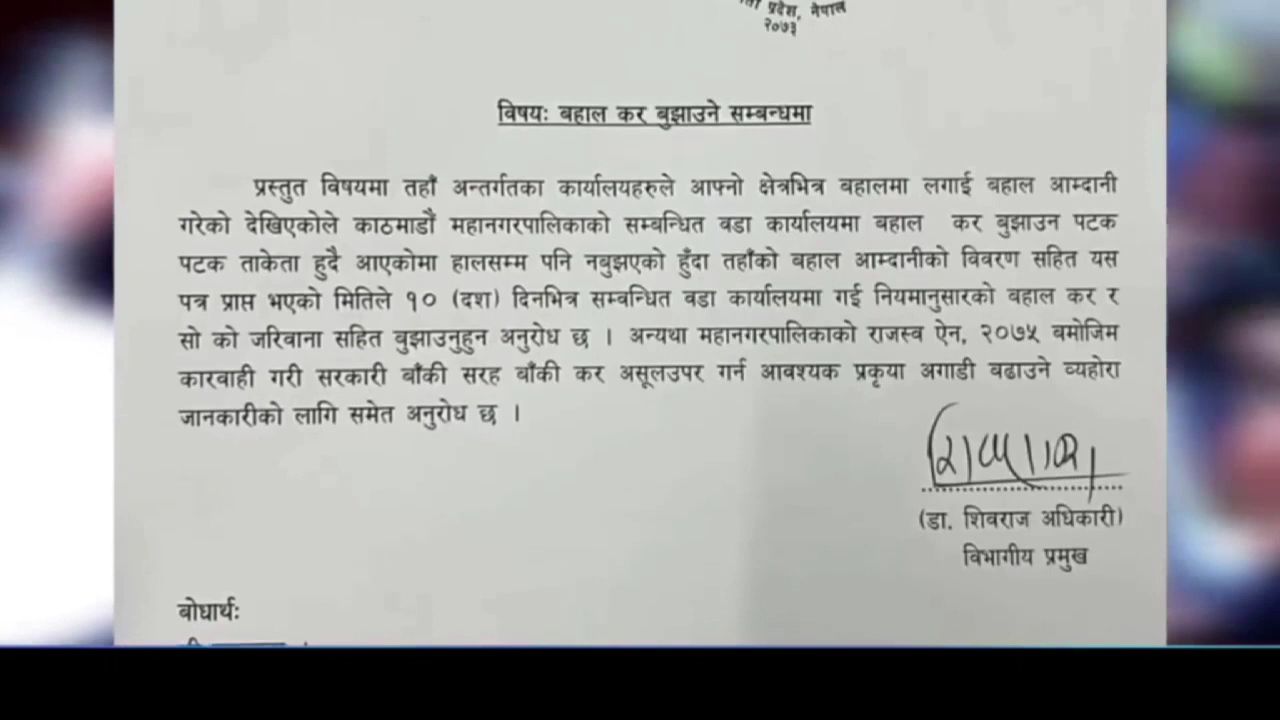 प्रदेश, नेपाल
२०७३
विषयः बहाल कर बुझाउने सम्बन्धमा
प्रस्तुत विषयमा तहाँ अन्तर्गतका कार्यालयहरुले आफ्नो क्षेत्रभित्र बहालमा लगाई बहाल आम्दानी
गरेको देखिएकोले काठमाडौं महानगरपालिकाको सम्बन्धित वडा कार्यालयमा बहाल कर बुझाउन पटक
पटक ताकेता हुदै आएकोमा हालसम्म पनि नबुझएको हुँदा तहाँको बहाल आम्दानीको विवरण सहित यस
पत्र प्राप्त भएको मितिले १० (दश) दिनभित्र सम्वन्धित वडा कार्यालयमा गई नियमानुसारको बहाल कर र
सो को जरिवाना सहित बुझाउनुहुन अनुरोध छ । अन्यथा महानगरपालिकाको राजस्व ऐन, २०७५ बमोजिम
कारवाही गरी सरकारी बाँकी सरह बाँकी कर असूलउपर गर्न आवश्यक प्रकृया अगाडी बढाउने व्यहोरा
जानकारीको लागि समेत अनुरोध छ ।
(डा. शिवराज अधिकारी)
विभागीय प्रमुख
बोधार्थः